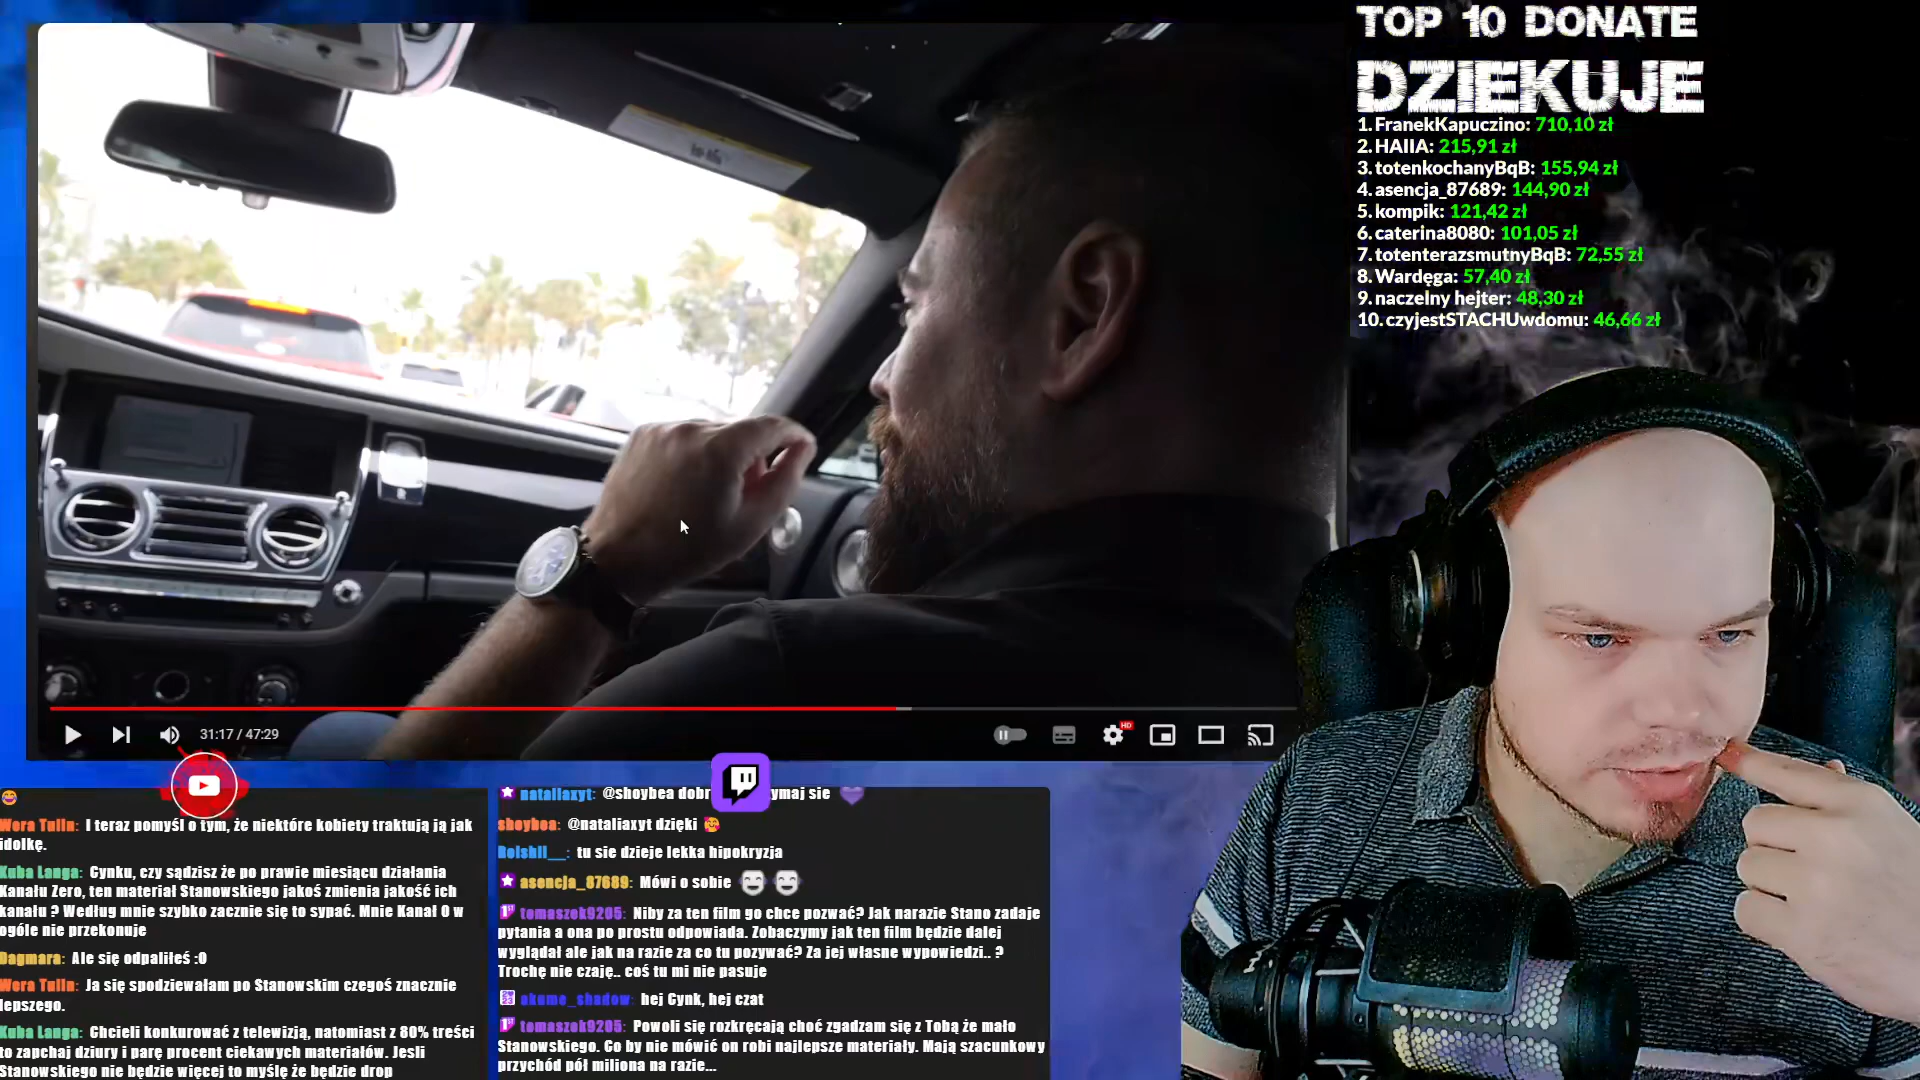 TOP 10 DONATE
DZIEKUJE
1. FranekKapuczino: 710,10 zł
2. HAIIA: 215,91 zł
3. totenkochanyBqB: 155,94 zł
4. asencja_87689: 144,90 zł
5. kompik: 121,42 zł
6. caterina8080: 101,05 zł
7. totenterazsmutnyBqB: 72,55 zł
8. Wardęga: 57,40 zł
9. naczelny hejter: 48,30 zł
10. czyjestSTACHUwdomu: 46,66 zł
31:17 / 47:29
HD
Wera Tulin: I teraz pomyśl o tym, że niektóre kobiety traktują ją jak
idolkę.
Kuba Langa: Cynku, czy sądzisz że po prawie miesiącu działania
Kanału Zero, ten materiał Stanowskiego jakoś zmienia jakość ich
kanału ? Według mnie szybko zacznie się to sypać. Mnie Kanał 0 w
ogóle nie przekonuje
Dagmara: Ale się odpaliłeś :O
Wera Tulin: Ja się spodziewałam po Stanowskim czegoś znacznie
lepszego.
Kuba Langa: Chcieli konkurować z telewizją, natomiast z 80% treści
to zapchaj dziury i parę procent ciekawych materiałów. Jesli
Stanowskiego nie będzie więcej to myślę że będzie drop
nataliaxyt: @shoybea dobr ymaj sie
shoybea: @nataliaxyt dzięki
Rolshil__: tu sie dzieje lekka hipokryzja
asencja_87689: Mówi o sobie
tomaszek9205: Niby za ten film go chce pozwać? Jak narazie Stano zadaje
pytania a ona po prostu odpowiada. Zobaczymy jak ten film będzie dalej
wyglądał ale jak na razie za co tu pozywać? Za jej własne wypowiedzi.. ?
Trochę nie czaję.. coś tu mi nie pasuje
akume_shadow: hej Cynk, hej czat
tomaszek9205: Powoli się rozkręcają choć zgadzam się z Tobą że mało
Stanowskiego. Co by nie mówić on robi najlepsze materiały. Mają szacunkowy
przychód pół miliona na razie...